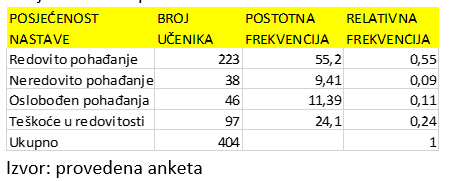 POSJEĆENOST NASTAVE BROJ UČENIKA POSTOTNA FREKVENCIJA RELATIVNA FREKVENCIJA
Redovito pohađanje 223 55,2 0,55
Neredovito pohađanje 38 9,41 0,09
Oslobođen pohađanja 46 11,39 0,11
Teškoće u redovitosti 97 24,1 0,24
Ukupno 404 1
Izvor: provedena anketa